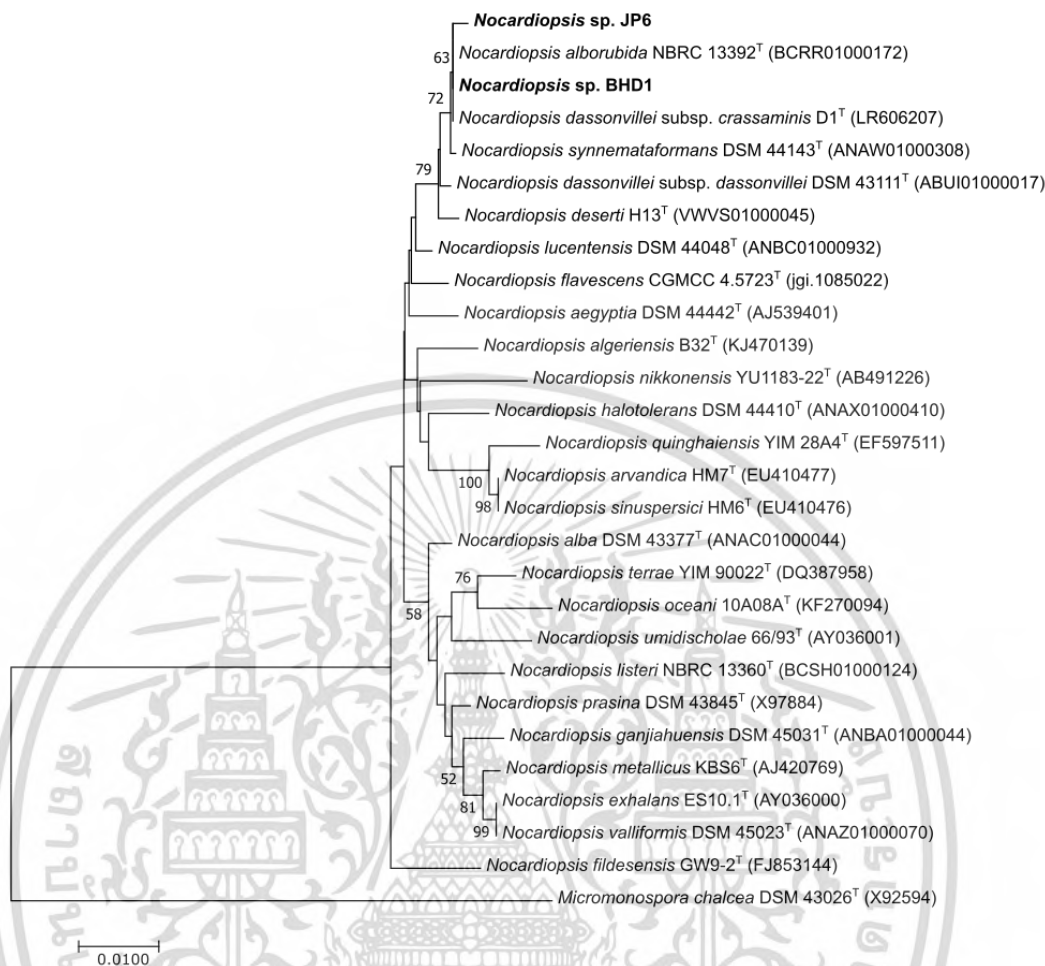 Nocardiopsis sp. JP6
63
Nocardiopsis alborubida NBRC 13392ᵀ (BCRR01000172)
Nocardiopsis sp. BHD1
72
Nocardiopsis dassonvillei subsp. crassaminis D1ᵀ (LR606207)
Nocardiopsis synnemataformans DSM 44143ᵀ (ANAW01000308)
79
Nocardiopsis dassonvillei subsp. dassonvillei DSM 43111ᵀ (ABUI01000017)
Nocardiopsis deserti H13ᵀ (VWVS01000045)
Nocardiopsis lucentensis DSM 44048ᵀ (ANBC01000932)
Nocardiopsis flavescens CGMCC 4.5723ᵀ (jgi.1085022)
Nocardiopsis aegyptia DSM 44442ᵀ (AJ539401)
Nocardiopsis algeriensis B32ᵀ (KJ470139)
Nocardiopsis nikkonensis YU1183-22ᵀ (AB491226)
Nocardiopsis halotolerans DSM 44410ᵀ (ANAX01000410)
Nocardiopsis quinghaiensis YIM 28A4ᵀ (EF597511)
Nocardiopsis arvandica HM7ᵀ (EU410477)
100
98
Nocardiopsis sinuspersici HM6ᵀ (EU410476)
Nocardiopsis alba DSM 43377ᵀ (ANAC01000044)
76
Nocardiopsis terrae YIM 90022ᵀ (DQ387958)
58
Nocardiopsis oceani 10A08Aᵀ (KF270094)
Nocardiopsis umidischolae 66/93ᵀ (AY036001)
Nocardiopsis listeri NBRC 13360ᵀ (BCSH01000124)
Nocardiopsis prasina DSM 43845ᵀ (X97884)
Nocardiopsis ganjiahuensis DSM 45031ᵀ (ANBA01000044)
52
Nocardiopsis metallicus KBS6ᵀ (AJ420769)
81
Nocardiopsis exhalans ES10.1ᵀ (AY036000)
99
Nocardiopsis valliformis DSM 45023ᵀ (ANAZ01000070)
Nocardiopsis fildesensis GW9-2ᵀ (FJ853144)
Micromonospora chalcea DSM 43026ᵀ (X92594)
0.0100